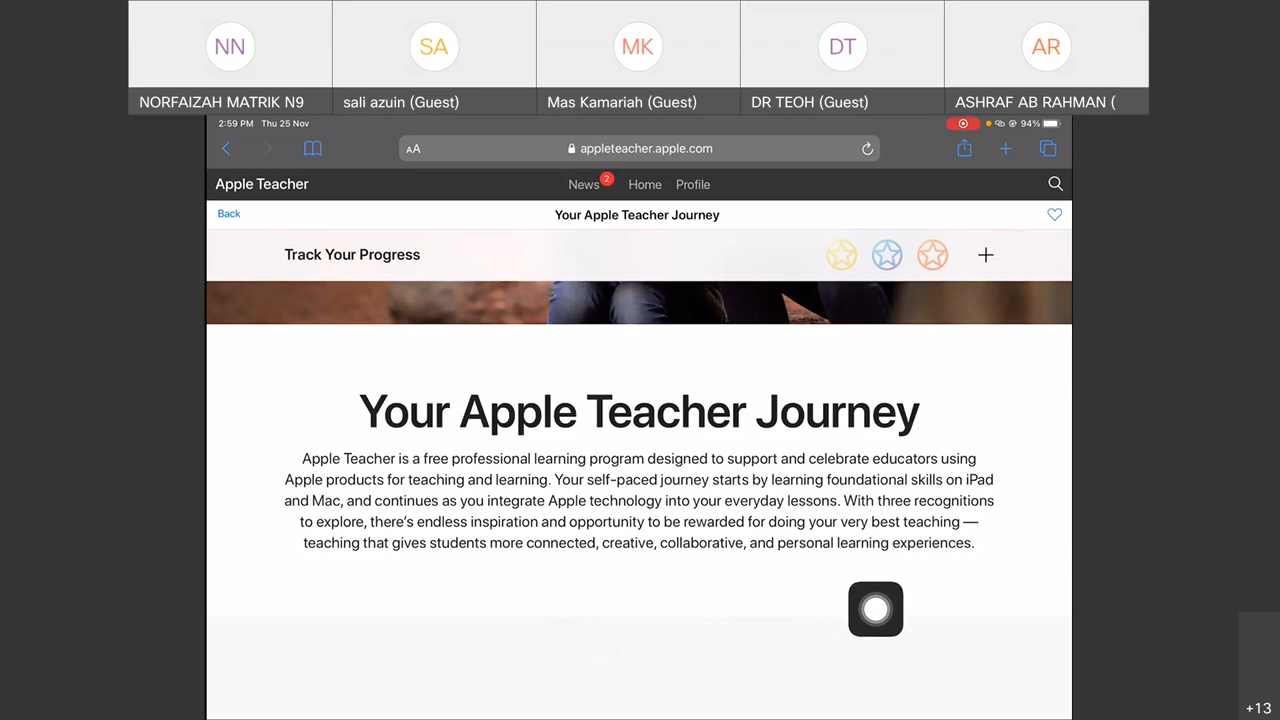 NN
SA
MK
DT
AR
NORFAIZAH MATRIK N9
sali azuin (Guest)
Mas Kamariah (Guest)
DR TEOH (Guest)
ASHRAF AB RAHMAN (
2:59 PM Thu 25 Nov
94%
AA
appleteacher.apple.com
Apple Teacher
News
2
Home
Profile
Back
Your Apple Teacher Journey
Track Your Progress
Your Apple Teacher Journey
Apple Teacher is a free professional learning program designed to support and celebrate educators using
Apple products for teaching and learning. Your self-paced journey starts by learning foundational skills on iPad
and Mac, and continues as you integrate Apple technology into your everyday lessons. With three recognitions
to explore, there’s endless inspiration and opportunity to be rewarded for doing your very best teaching —
teaching that gives students more connected, creative, collaborative, and personal learning experiences.
+13